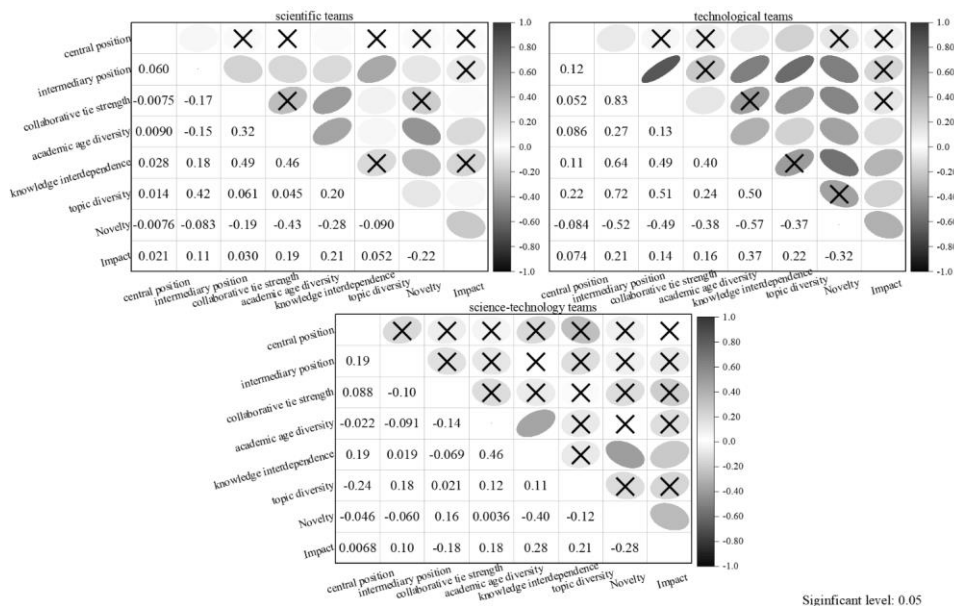 scientific teams
central position
intermediary position 0.060
collaborative tie strength -0.0075 -0.17
academic age diversity 0.0090 -0.15 0.32
knowledge interdependence 0.028 0.18 0.49 0.46
topic diversity 0.014 0.42 0.061 0.045 0.20
Novelty -0.0076 -0.083 -0.19 -0.43 -0.28 -0.090
Impact 0.021 0.11 0.030 0.19 0.21 0.052 -0.22
central position
intermediary position
collaborative tie strength
academic age diversity
knowledge interdependence
topic diversity
Novelty
Impact
1.0
0.80
0.60
0.40
0.20
0.0
-0.20
-0.40
-0.60
-0.80
-1.0
technological teams
0.12
0.052 0.83
0.086 0.27 0.13
0.11 0.64 0.49 0.40
0.22 0.72 0.51 0.24 0.50
-0.084 -0.52 -0.49 -0.38 -0.57 -0.37
0.074 0.21 0.14 0.16 0.37 0.22 -0.32
central position
intermediary position
collaborative tie strength
academic age diversity
knowledge interdependence
topic diversity
Novelty
Impact
1.0
0.80
0.60
0.40
0.20
0.0
-0.20
-0.40
-0.60
-0.80
-1.0
science-technology teams
central position
intermediary position 0.19
collaborative tie strength 0.088 -0.10
academic age diversity -0.022 -0.091 -0.14
knowledge interdependence 0.19 0.019 -0.069 0.46
topic diversity -0.24 0.18 0.021 0.12 0.11
Novelty -0.046 -0.060 0.16 0.0036 -0.40 -0.12
Impact 0.0068 0.10 -0.18 0.18 0.28 0.21 -0.28
central position
intermediary position
collaborative tie strength
academic age diversity
knowledge interdependence
topic diversity
Novelty
Impact
1.0
0.80
0.60
0.40
0.20
0.0
-0.20
-0.40
-0.60
-0.80
-1.0
Siginficant level: 0.05